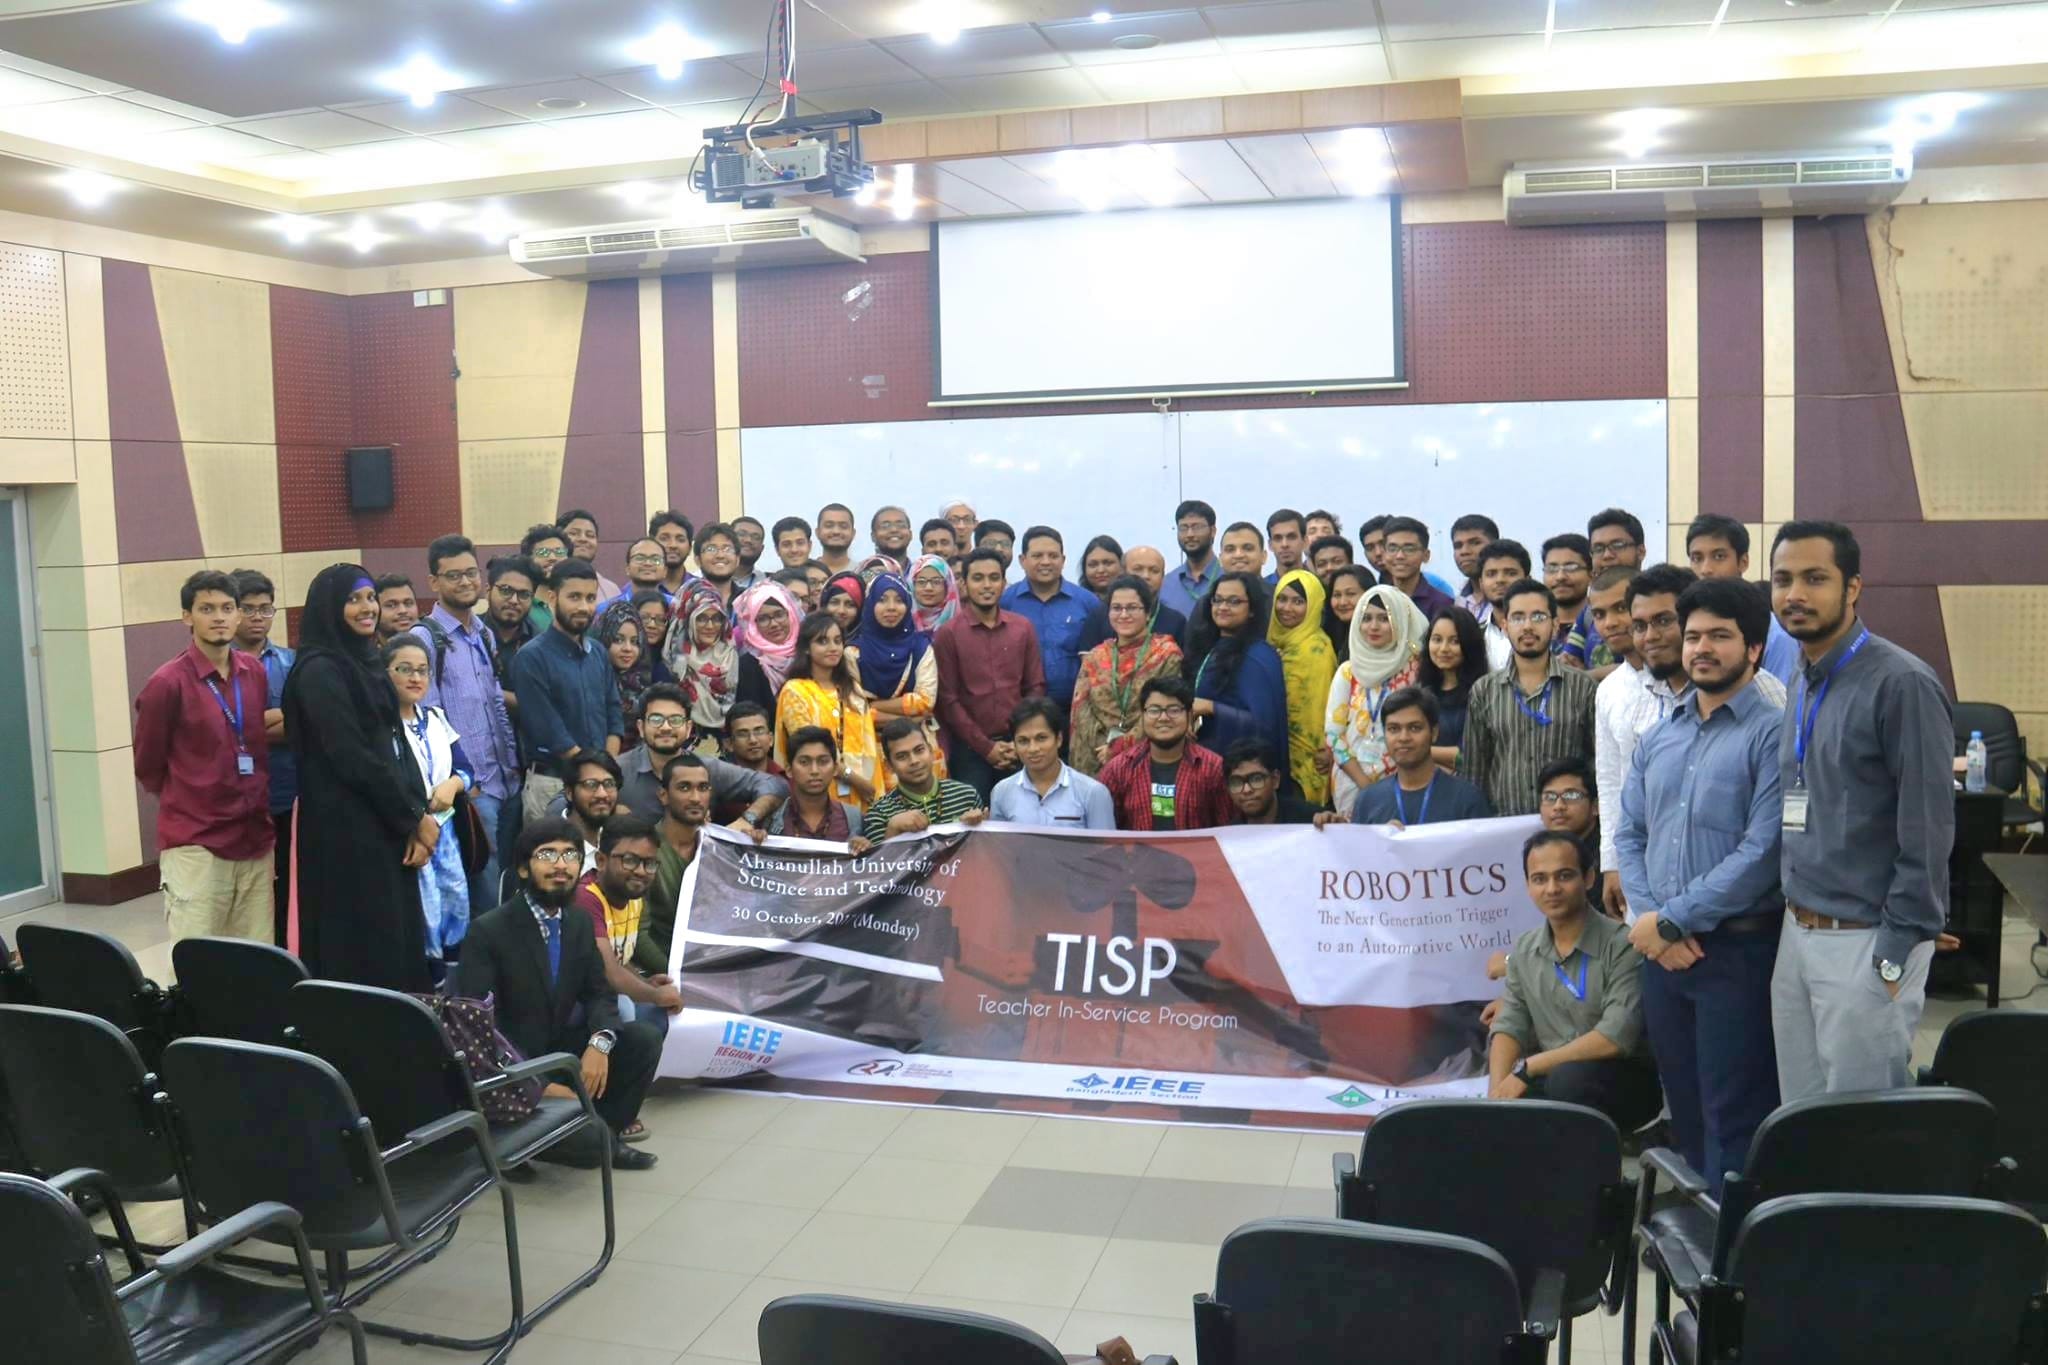 Ahsanullah University of
Science and Technology
30 October, 2017(Monday)
TISP
Teacher In-Service Program
ROBOTICS
The Next Generation Trigger
to an Automotive World
IEEE
REGION 10
IEEE
Bangladesh Section